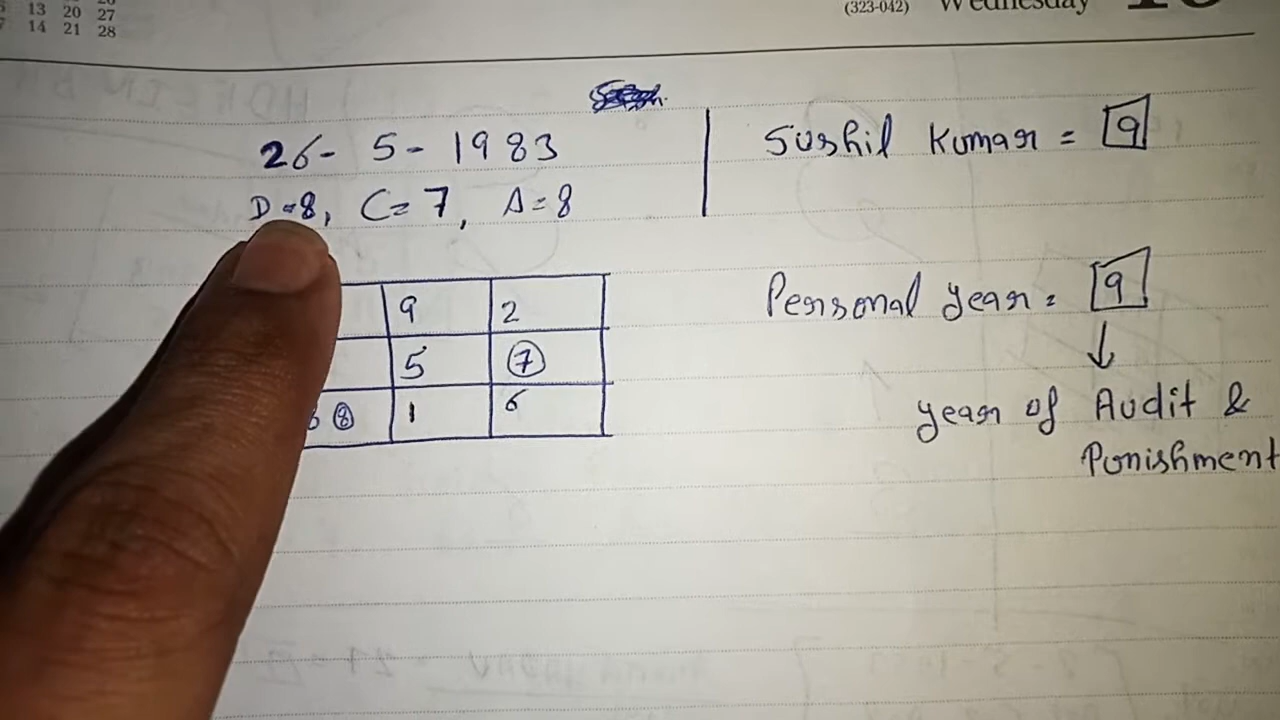 13 20 27
14 21 28
(323-042) Wednesday
26- 5- 1983
D=8, C=7, A=8
Sushil Kumar = 9
9 2
5 7
8 1 6
Personal year = 9
↓
year of Audit &
Punishment